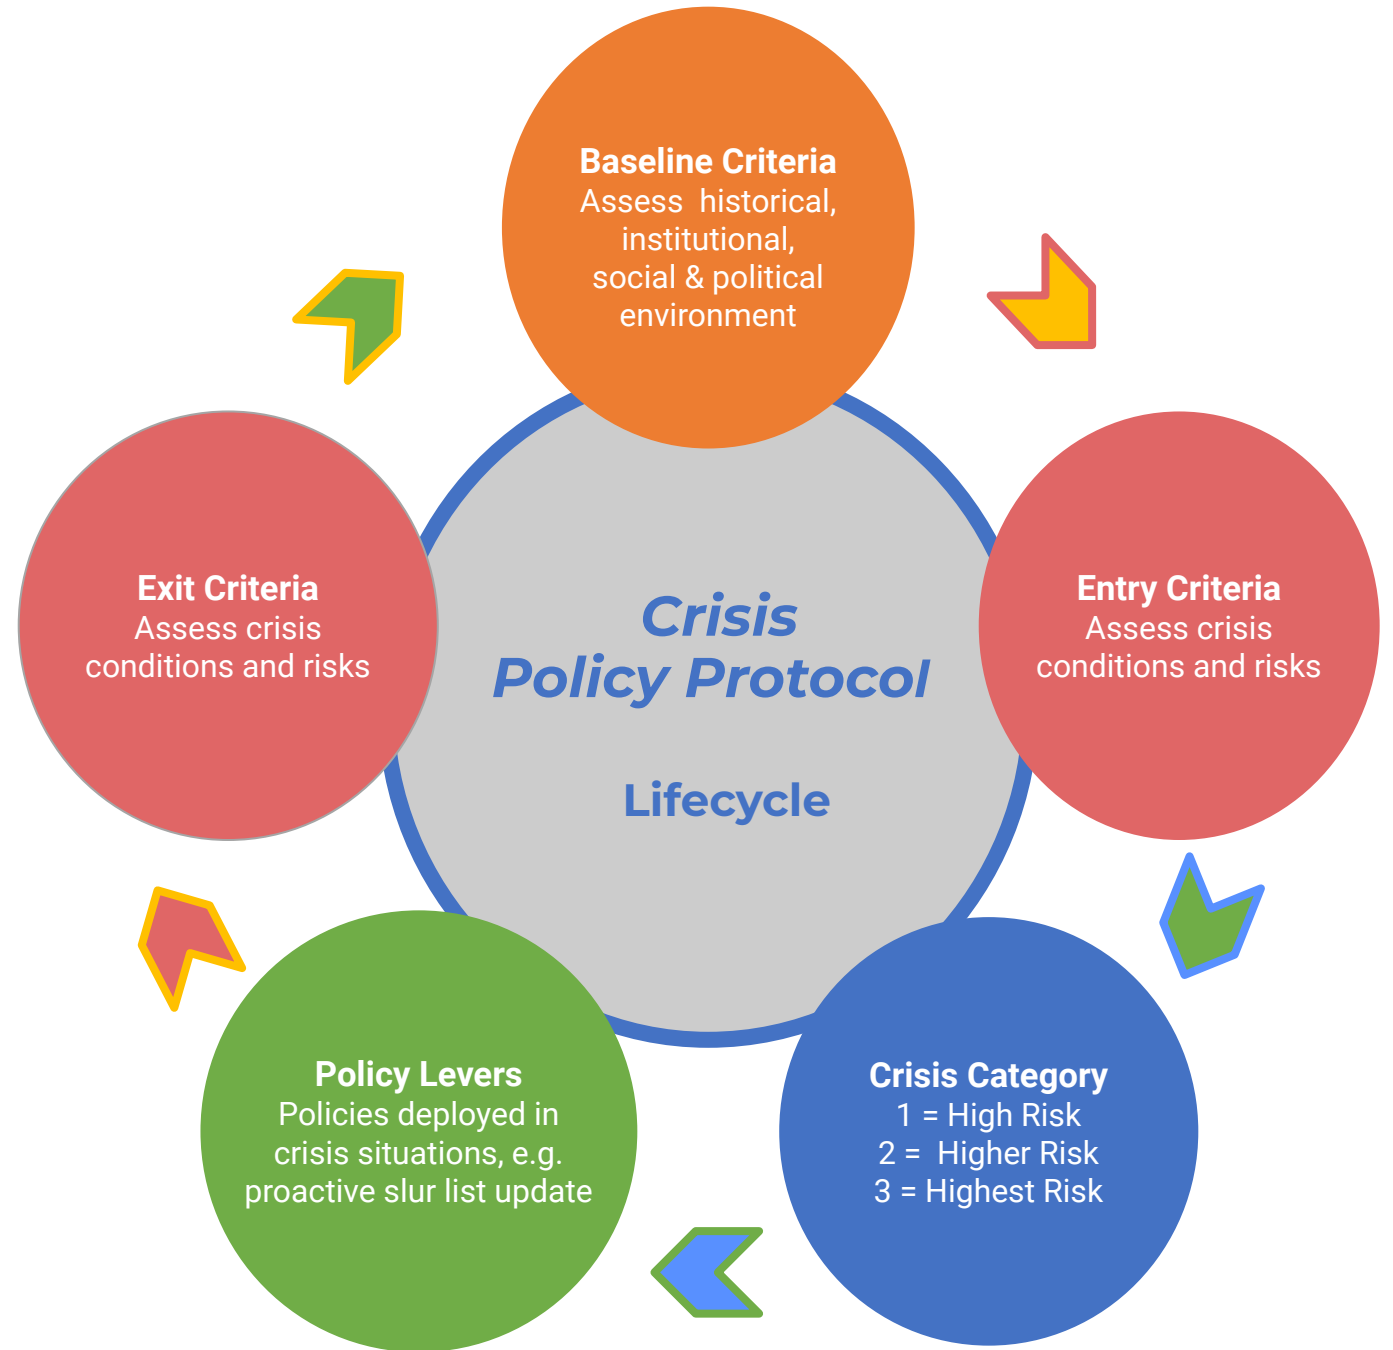 Baseline Criteria
Assess historical,
institutional,
social & political
environment
Entry Criteria
Assess crisis
conditions and risks
Crisis Category
1 = High Risk
2 = Higher Risk
3 = Highest Risk
Policy Levers
Policies deployed in
crisis situations, e.g.
proactive slur list update
Exit Criteria
Assess crisis
conditions and risks
Crisis
Policy Protocol
Lifecycle